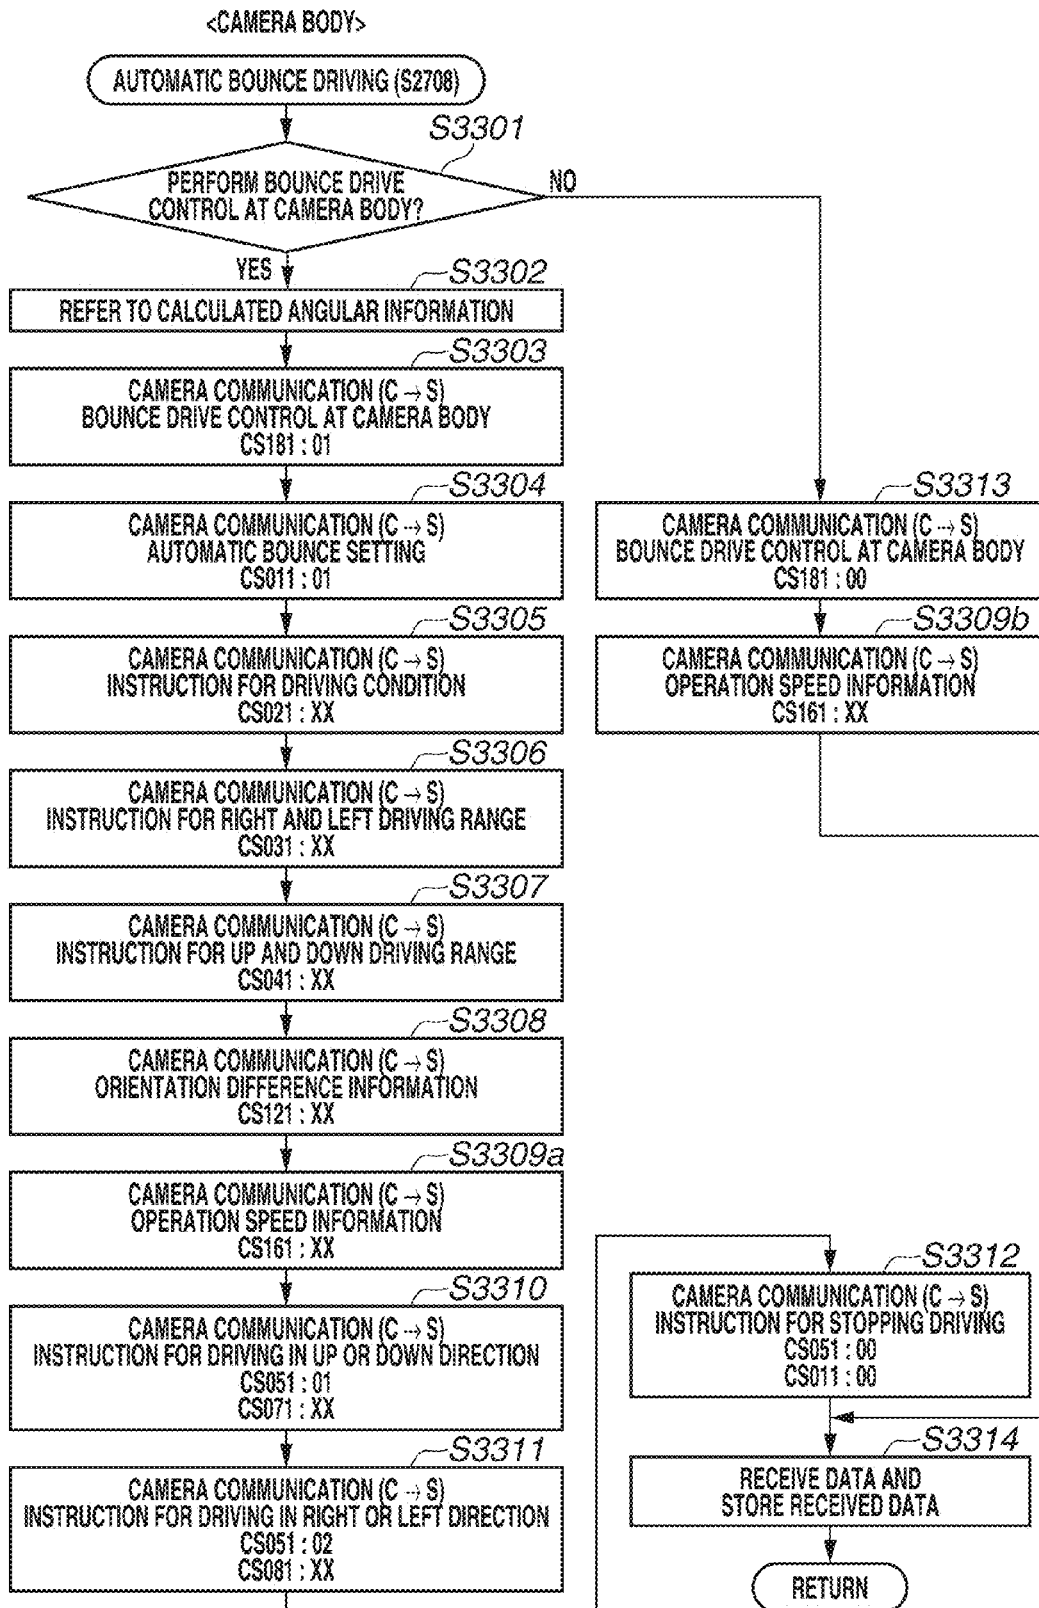 <CAMERA BODY>
AUTOMATIC BOUNCE DRIVING (S2708)
S3301
PERFORM BOUNCE DRIVE
CONTROL AT CAMERA BODY?
NO
YES
S3302
REFER TO CALCULATED ANGULAR INFORMATION
S3303
CAMERA COMMUNICATION (C → S)
BOUNCE DRIVE CONTROL AT CAMERA BODY
CS181 : 01
S3304
CAMERA COMMUNICATION (C → S)
AUTOMATIC BOUNCE SETTING
CS011 : 01
S3305
CAMERA COMMUNICATION (C → S)
INSTRUCTION FOR DRIVING CONDITION
CS021 : XX
S3306
CAMERA COMMUNICATION (C → S)
INSTRUCTION FOR RIGHT AND LEFT DRIVING RANGE
CS031 : XX
S3307
CAMERA COMMUNICATION (C → S)
INSTRUCTION FOR UP AND DOWN DRIVING RANGE
CS041 : XX
S3308
CAMERA COMMUNICATION (C → S)
ORIENTATION DIFFERENCE INFORMATION
CS121 : XX
S3309a
CAMERA COMMUNICATION (C → S)
OPERATION SPEED INFORMATION
CS161 : XX
S3310
CAMERA COMMUNICATION (C → S)
INSTRUCTION FOR DRIVING IN UP OR DOWN DIRECTION
CS051 : 01
CS071 : XX
S3311
CAMERA COMMUNICATION (C → S)
INSTRUCTION FOR DRIVING IN RIGHT OR LEFT DIRECTION
CS051 : 02
CS081 : XX
S3313
CAMERA COMMUNICATION (C → S)
BOUNCE DRIVE CONTROL AT CAMERA BODY
CS181 : 00
S3309b
CAMERA COMMUNICATION (C → S)
OPERATION SPEED INFORMATION
CS161 : XX
S3312
CAMERA COMMUNICATION (C → S)
INSTRUCTION FOR STOPPING DRIVING
CS051 : 00
CS011 : 00
S3314
RECEIVE DATA AND
STORE RECEIVED DATA
RETURN